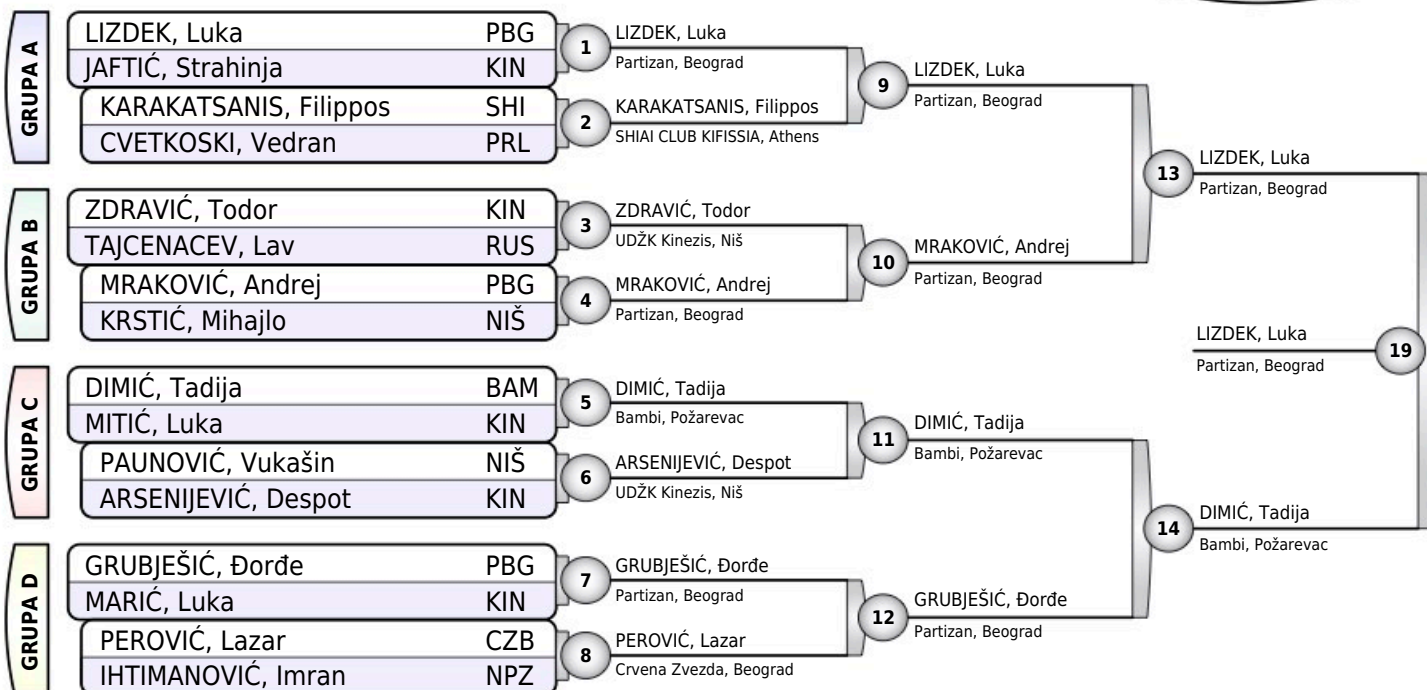 GRUPA A
LIZDEK, Luka PBG
JAFTIĆ, Strahinja KIN
KARAKATSANIS, Filippos SHI
CVETKOSKI, Vedran PRL
1
LIZDEK, Luka
Partizan, Beograd
2
KARAKATSANIS, Filippos
SHIAI CLUB KIFISSIA, Athens
9
LIZDEK, Luka
Partizan, Beograd
GRUPA B
ZDRAVIĆ, Todor KIN
TAJCENACEV, Lav RUS
MRAKOVIĆ, Andrej PBG
KRSTIĆ, Mihajlo NIŠ
3
ZDRAVIĆ, Todor
UDŽK Kinezis, Niš
4
MRAKOVIĆ, Andrej
Partizan, Beograd
10
MRAKOVIĆ, Andrej
Partizan, Beograd
13
LIZDEK, Luka
Partizan, Beograd
GRUPA C
DIMIĆ, Tadija BAM
MITIĆ, Luka KIN
PAUNOVIĆ, Vukašin NIŠ
ARSENIJEVIĆ, Despot KIN
5
DIMIĆ, Tadija
Bambi, Požarevac
6
ARSENIJEVIĆ, Despot
UDŽK Kinezis, Niš
11
DIMIĆ, Tadija
Bambi, Požarevac
GRUPA D
GRUBJEŠIĆ, Đorđe PBG
MARIĆ, Luka KIN
PEROVIĆ, Lazar CZB
IHTIMANOVIĆ, Imran NPZ
7
GRUBJEŠIĆ, Đorđe
Partizan, Beograd
8
PEROVIĆ, Lazar
Crvena Zvezda, Beograd
12
GRUBJEŠIĆ, Đorđe
Partizan, Beograd
14
DIMIĆ, Tadija
Bambi, Požarevac
LIZDEK, Luka
Partizan, Beograd
19